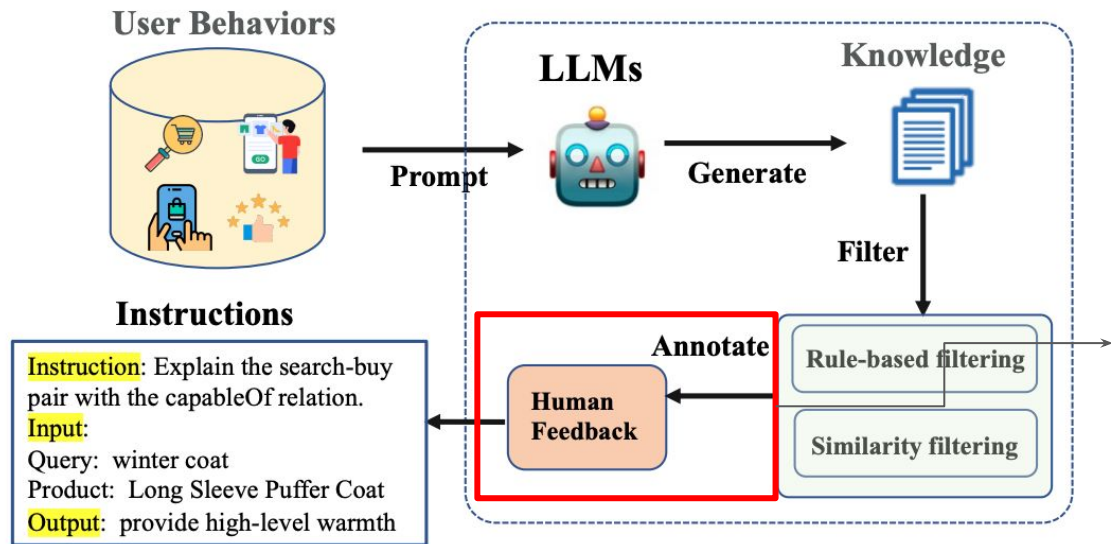 User Behaviors
LLMs
Knowledge
GO
Prompt
Generate
Filter
Instructions
Annotate
Rule-based filtering
Human
Feedback
Similarity filtering
Instruction: Explain the search-buy
pair with the capableOf relation.
Input:
Query: winter coat
Product: Long Sleeve Puffer Coat
Output: provide high-level warmth